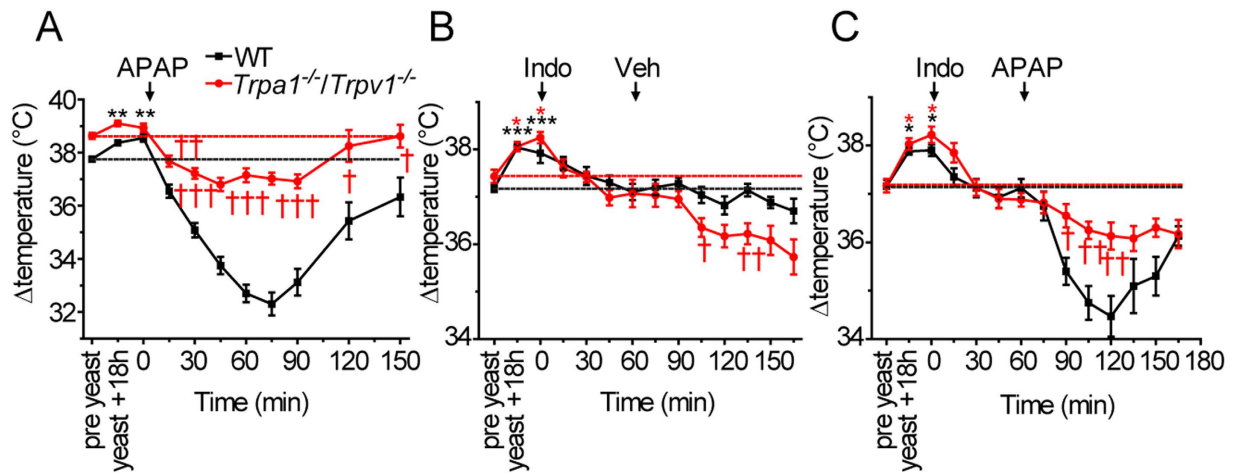 A
APAP
WT
Trpa1-/-/Trpv1-/-
Δtemperature (°C)
40
38
36
34
32
** **
††
†
†
††† ††† †††
0 30 60 90 120 150
pre yeast
yeast +18h
Time (min)
B
Indo Veh
Δtemperature (°C)
38
36
34
* *
*** ***
† ††
0 30 60 90 120 150
pre yeast
yeast +18h
Time (min)
C
Indo APAP
Δtemperature (°C)
38
36
34
* *
* *
† †† ††
0 30 60 90 120 150 180
pre yeast
yeast +18h
Time (min)